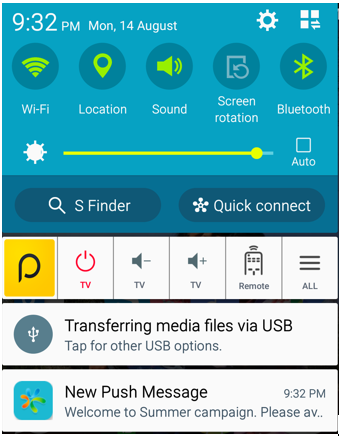 9:32 PM Mon, 14 August
Wi-Fi
Location
Sound
Screen
rotation
Bluetooth
Auto
S Finder
Quick connect
TV
TV
TV
Remote
ALL
Transferring media files via USB
Tap for other USB options.
New Push Message 9:32 PM
Welcome to Summer campaign. Please av..